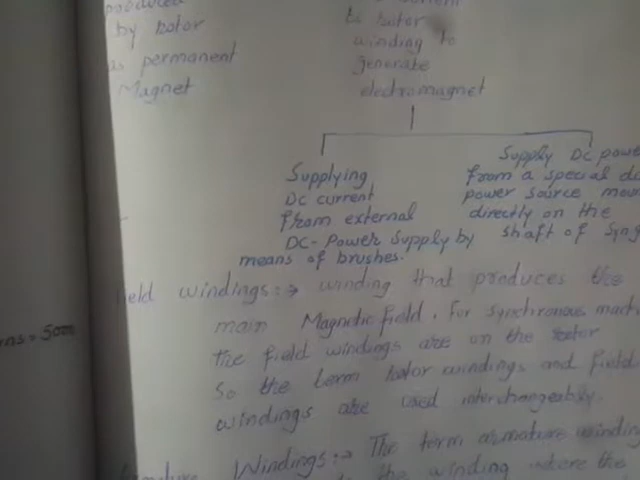 produced
by rotor
is permanent
Magnet
to rotor
winding to
generate
electromagnet
Supplying
DC current
from external
DC-Power Supply by
means of brushes.
Supply DC power
from a special dc
power source
directly on the
shaft of
field windings:→ winding that produces the
main Magnetic field. For synchronous
the field windings are on the rotor
So the term rotor windings and field
windings are used interchangeably.
Windings:→ The term armature winding
to the winding where the